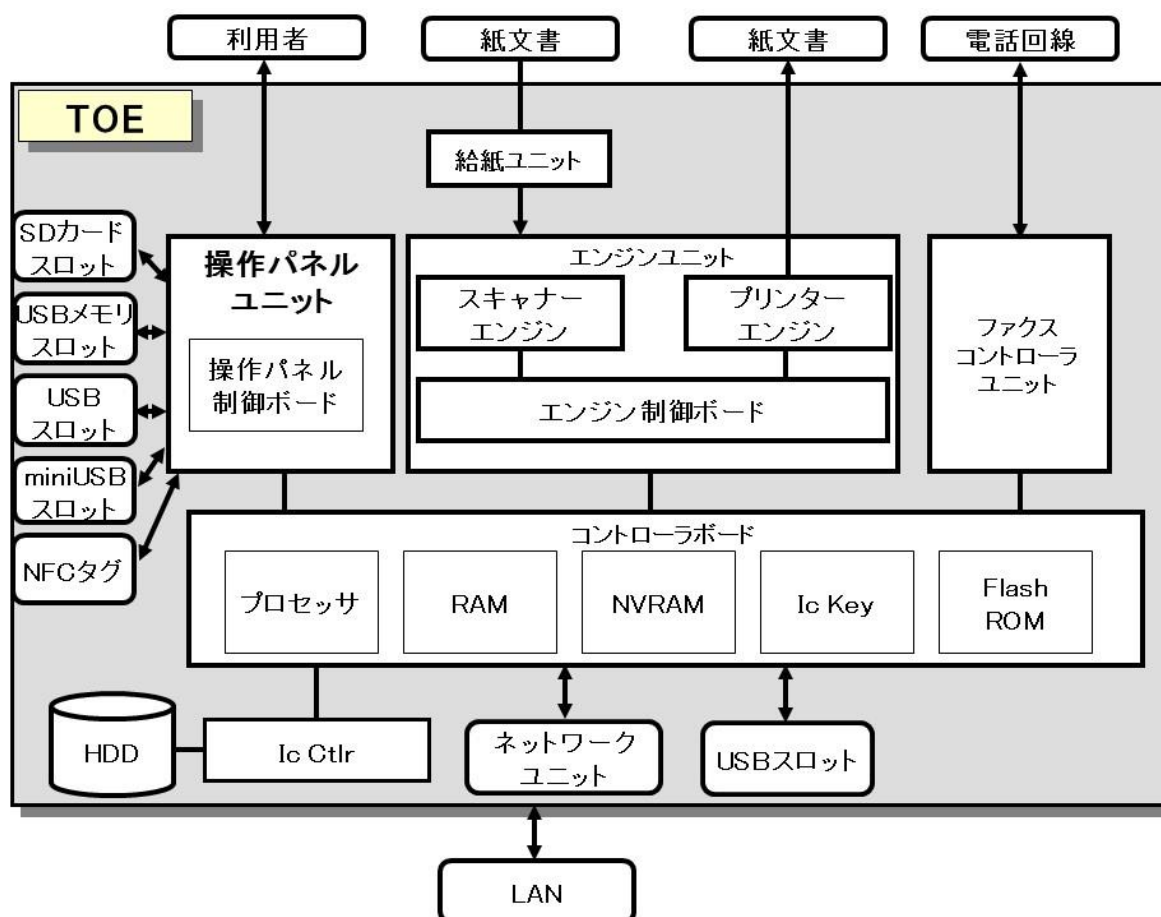 利用者
紙文書
紙文書
電話回線
TOE
給紙ユニット
SDカード
スロット
USBメモリ
スロット
USB
スロット
miniUSB
スロット
NFCタグ
操作パネル
ユニット
操作パネル
制御ボード
エンジンユニット
スキャナー
エンジン
プリンター
エンジン
エンジン制御ボード
ファクス
コントローラ
ユニット
コントローラボード
プロセッサ
RAM
NVRAM
Ic Key
Flash
ROM
HDD
Ic Ctlr
ネットワーク
ユニット
USBスロット
LAN